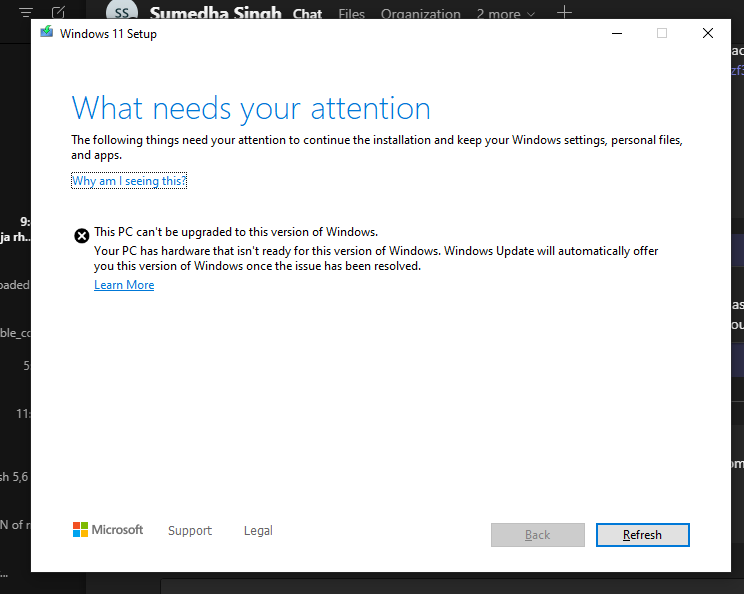 SS Sumedha Singh Chat Files Organization 2 more
Windows 11 Setup
What needs your attention
The following things need your attention to continue the installation and keep your Windows settings, personal files,
and apps.
Why am I seeing this?
This PC can't be upgraded to this version of Windows.
Your PC has hardware that isn't ready for this version of Windows. Windows Update will automatically offer
you this version of Windows once the issue has been resolved.
Learn More
Microsoft Support Legal Back Refresh
9:
ja rh...
oaded
ble_co
5:
11:
sh 5,6
N of r
...
zf3
as
ou
om